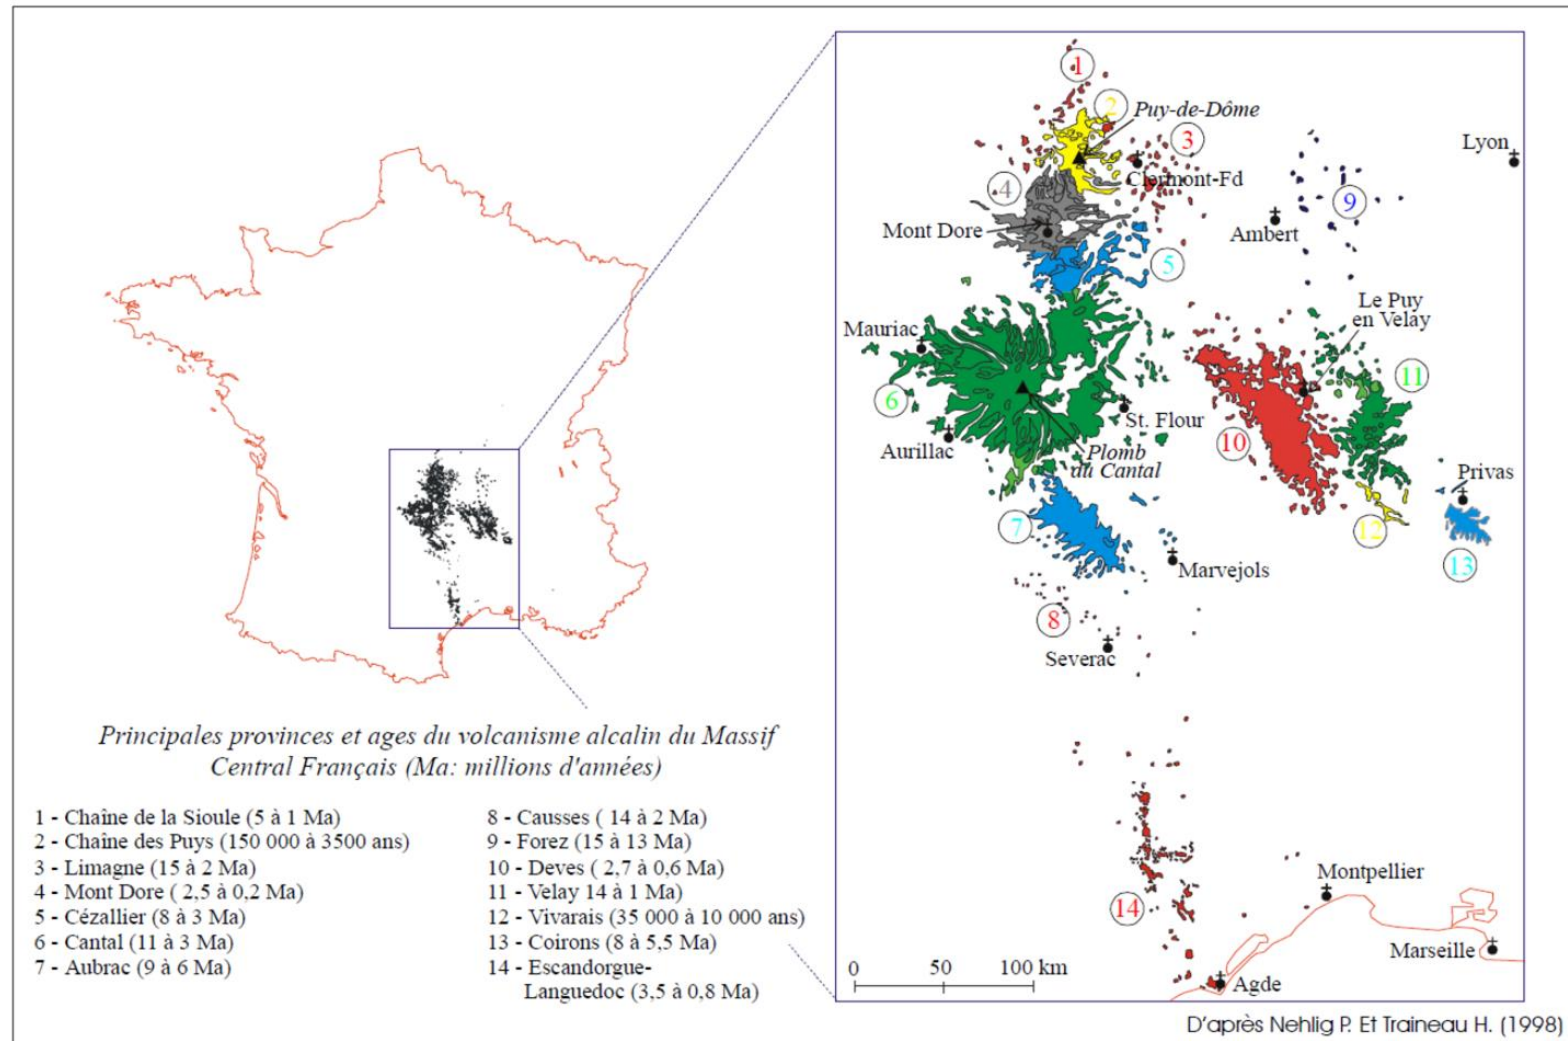 Principales provinces et ages du volcanisme alcalin du Massif
Central Français (Ma: millions d'années)
1 - Chaîne de la Sioule (5 à 1 Ma)
2 - Chaîne des Puys (150 000 à 3500 ans)
3 - Limagne (15 à 2 Ma)
4 - Mont Dore ( 2,5 à 0,2 Ma)
5 - Cézallier (8 à 3 Ma)
6 - Cantal (11 à 3 Ma)
7 - Aubrac (9 à 6 Ma)
8 - Causses ( 14 à 2 Ma)
9 - Forez (15 à 13 Ma)
10 - Deves ( 2,7 à 0,6 Ma)
11 - Velay 14 à 1 Ma)
12 - Vivarais (35 000 à 10 000 ans)
13 - Coirons (8 à 5,5 Ma)
14 - Escandorgue-
Languedoc (3,5 à 0,8 Ma)
1
2
Puy-de-Dôme
3
Lyon
Clermont-Fd
4
9
Mont Dore
Ambert
5
Le Puy
en Velay
Mauriac
11
6
St. Flour
Aurillac
10
Plomb
du Cantal
Privas
7
12
13
Marvejols
8
Severac
Montpellier
14
Marseille
0 50 100 km
Agde
D'après Nehlig P. Et Traineau H. (1998)